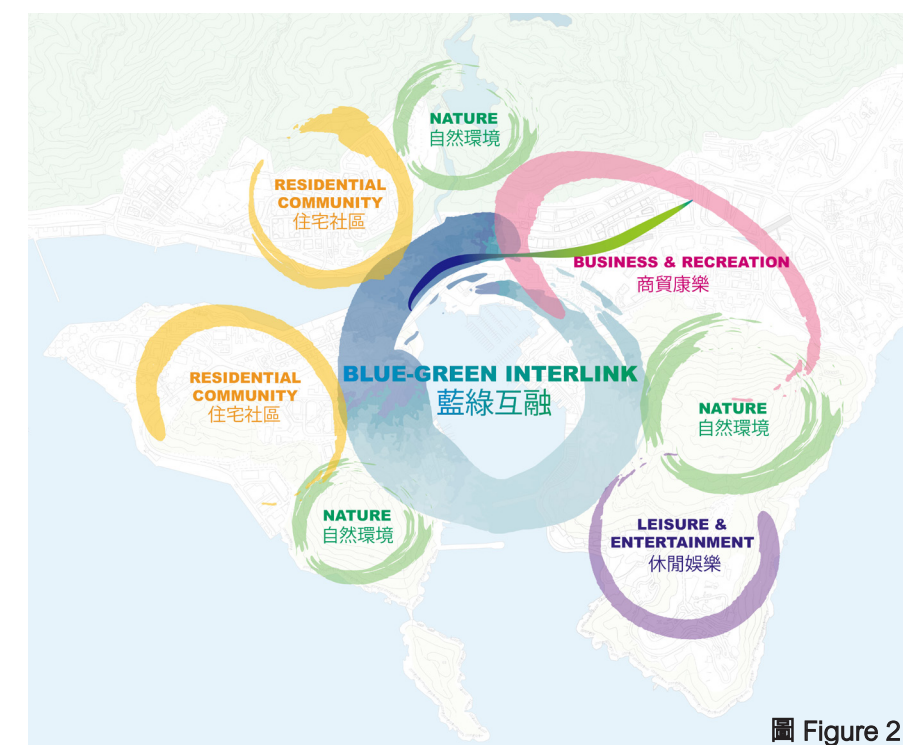 NATURE
自然環境
RESIDENTIAL
COMMUNITY
住宅社區
BUSINESS & RECREATION
商貿康樂
BLUE-GREEN INTERLINK
藍綠互融
RESIDENTIAL
COMMUNITY
住宅社區
NATURE
自然環境
NATURE
自然環境
LEISURE &
ENTERTAINMENT
休閒娛樂
圖 Figure 2